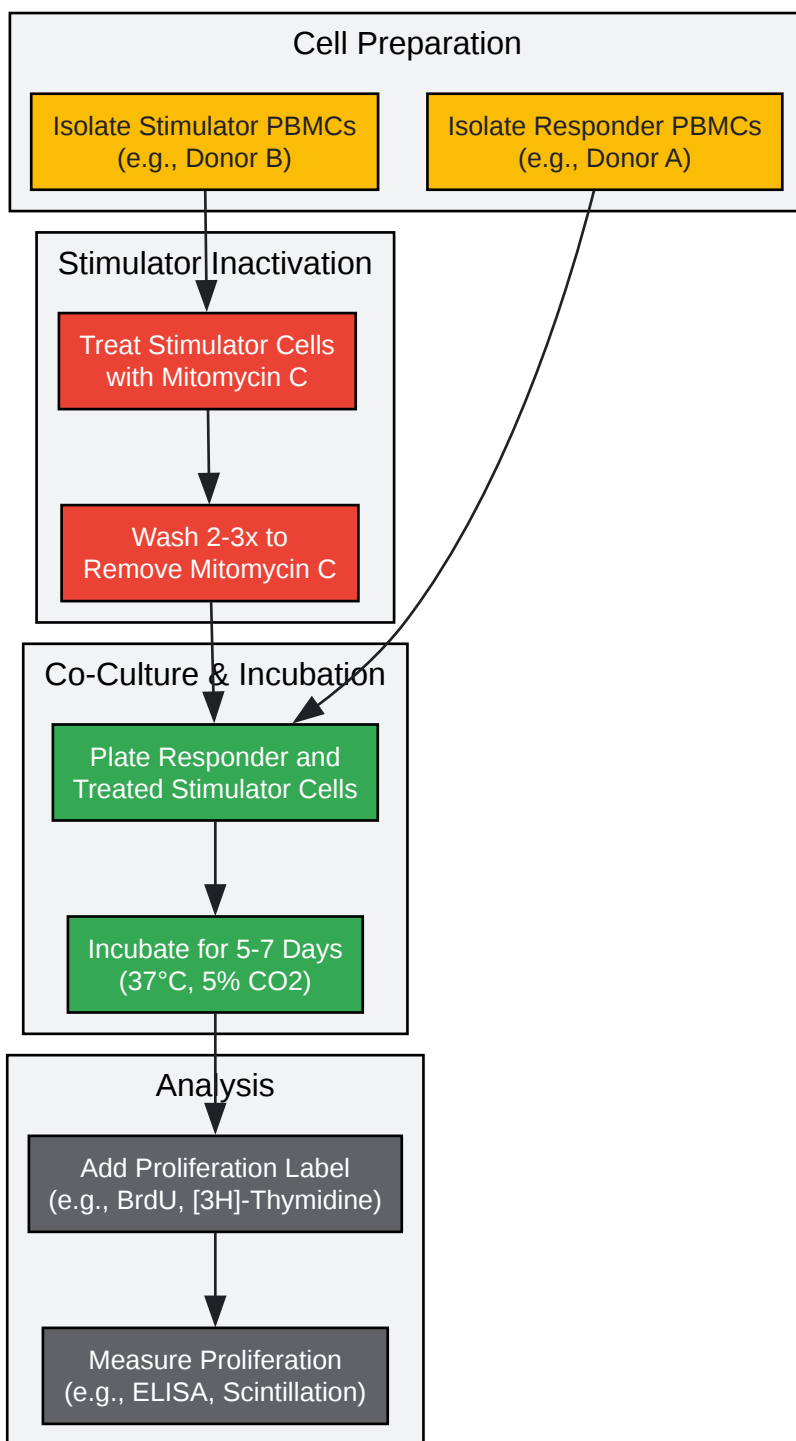 Cell Preparation
Isolate Stimulator PBMCs
(e.g., Donor B)
Isolate Responder PBMCs
(e.g., Donor A)
Stimulator Inactivation
Treat Stimulator Cells
with Mitomycin C
Wash 2-3x to
Remove Mitomycin C
Co-Culture & Incubation
Plate Responder and
Treated Stimulator Cells
Incubate for 5-7 Days
(37°C, 5% CO2)
Analysis
Add Proliferation Label
(e.g., BrdU, [3H]-Thymidine)
Measure Proliferation
(e.g., ELISA, Scintillation)